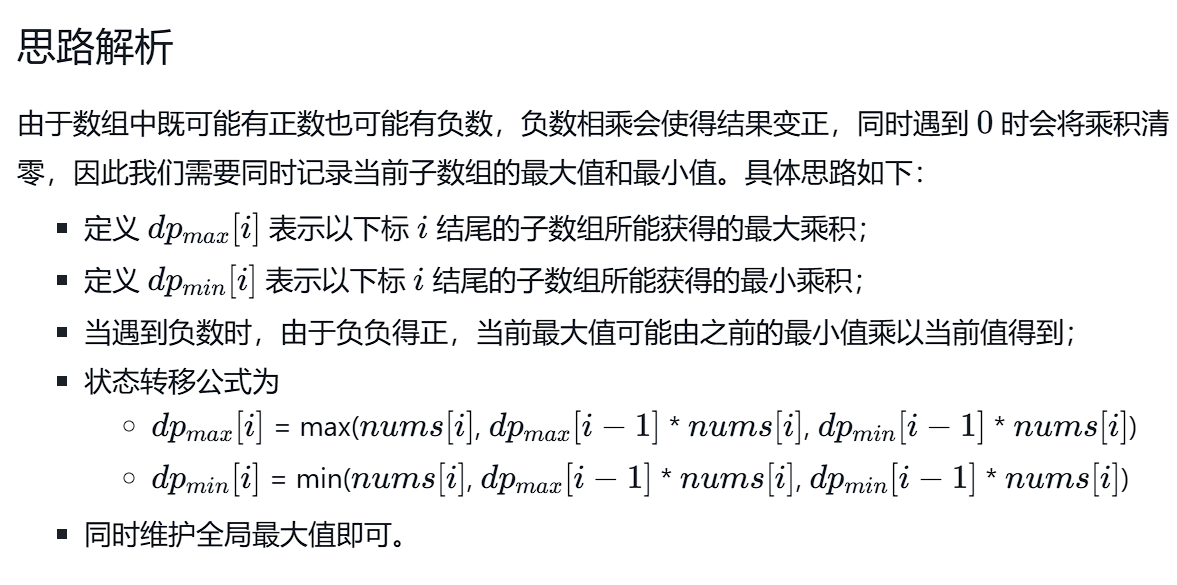 思路解析
由于数组中既可能有正数也可能有负数，负数相乘会使得结果变正，同时遇到 0 时会将乘积清
零，因此我们需要同时记录当前子数组的最大值和最小值。具体思路如下：
▪ 定义 dp_{max}[i] 表示以下标 i 结尾的子数组所能获得的最大乘积；
▪ 定义 dp_{min}[i] 表示以下标 i 结尾的子数组所能获得的最小乘积；
▪ 当遇到负数时，由于负负得正，当前最大值可能由之前的最小值乘以当前值得到；
▪ 状态转移公式为
○ dp_{max}[i] = max(nums[i], dp_{max}[i − 1] * nums[i], dp_{min}[i − 1] * nums[i])
○ dp_{min}[i] = min(nums[i], dp_{max}[i − 1] * nums[i], dp_{min}[i − 1] * nums[i])
▪ 同时维护全局最大值即可。